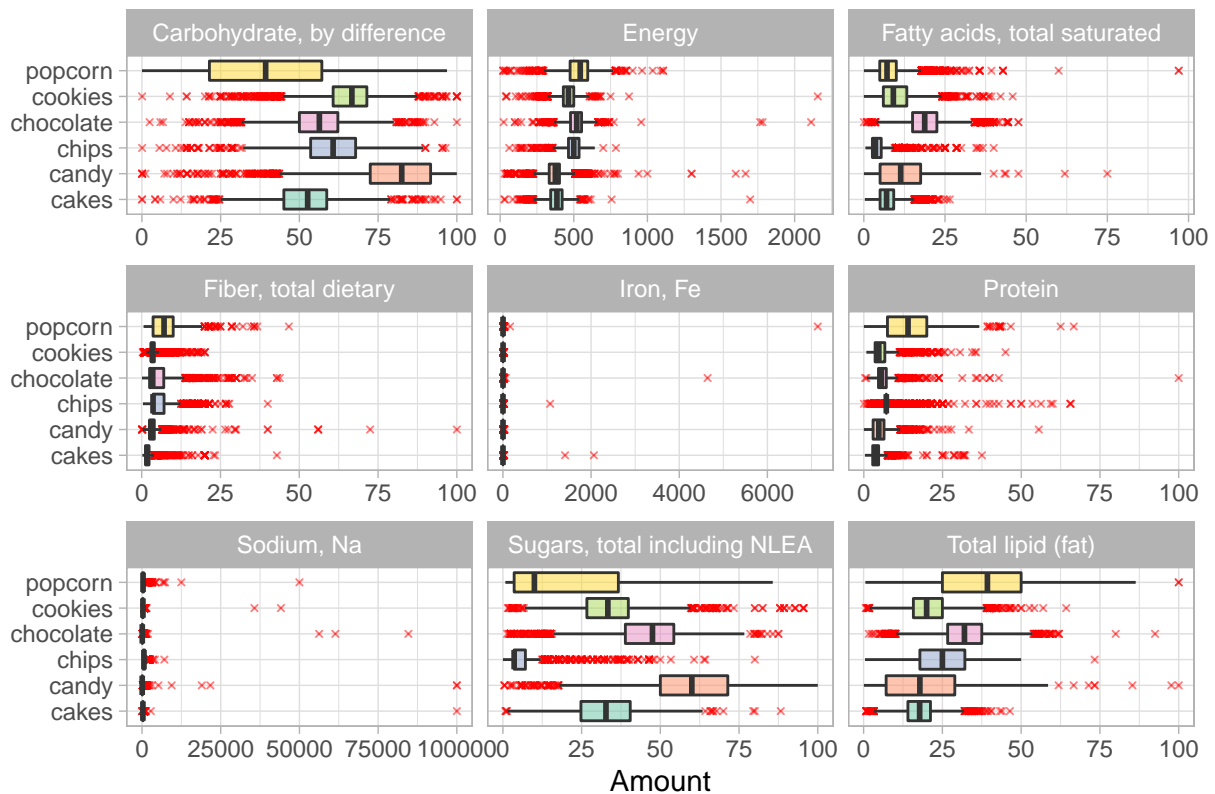 Carbohydrate, by difference Energy Fatty acids, total saturated
popcorn
cookies
chocolate
chips
candy
cakes
0 25 50 75 100 0 500 1000 1500 2000 0 25 50 75 100
Fiber, total dietary Iron, Fe Protein
popcorn
cookies
chocolate
chips
candy
cakes
0 25 50 75 100 0 2000 4000 6000 0 25 50 75 100
Sodium, Na Sugars, total including NLEA Total lipid (fat)
popcorn
cookies
chocolate
chips
candy
cakes
0 25000 50000 75000 100000 0 25 50 75 100 0 25 50 75 100
Amount